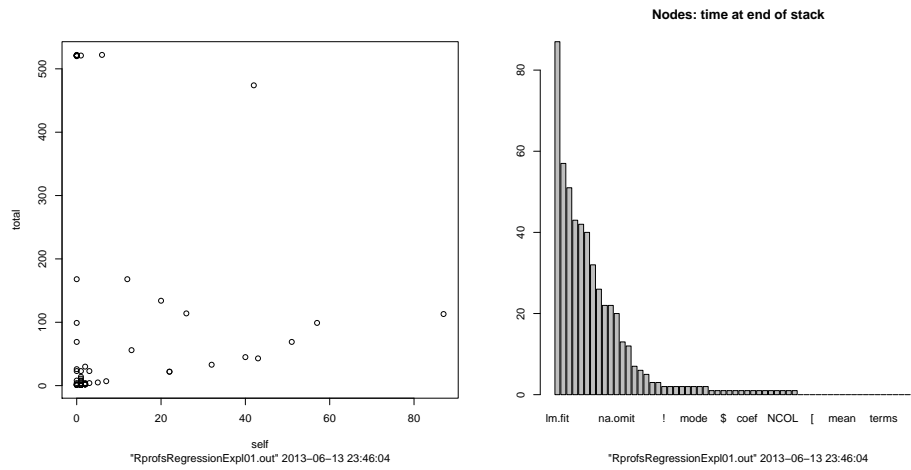 Nodes: time at end of stack
total
500
400
300
200
100
0
0 20 40 60 80
self
"RprofsRegressionExpl01.out" 2013–06–13 23:46:04
80
60
40
20
0
lm.fit na.omit ! mode $ coef NCOL [ mean terms
"RprofsRegressionExpl01.out" 2013–06–13 23:46:04